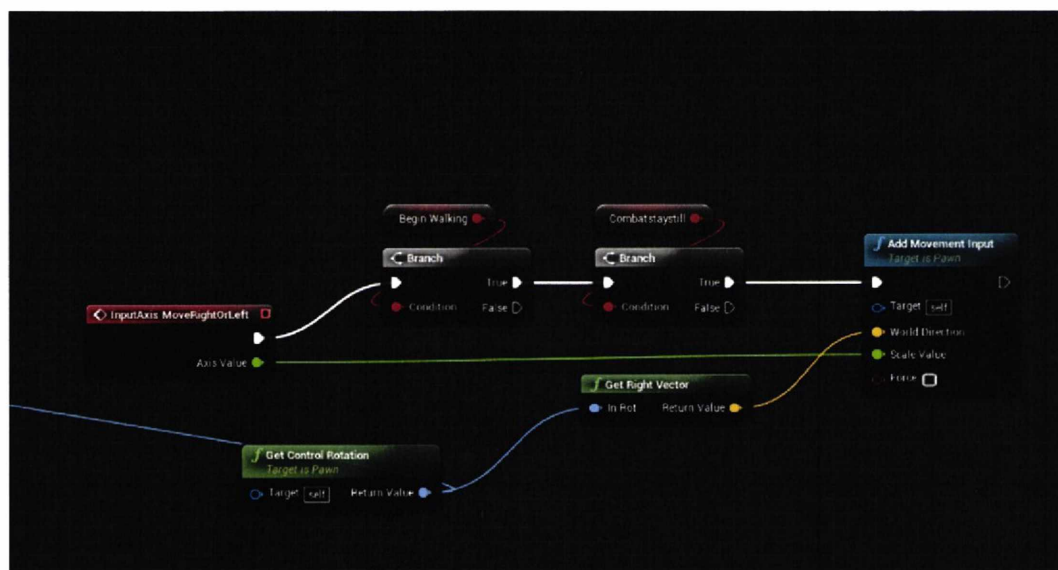 Begin Walking
Combatstaystill
Branch
True
Condition
False
Branch
True
Condition
False
f Add Movement Input
Target is Pawn
Target self
World Direction
Scale Value
Force
InputAxis MoveRightOrLeft
Axis Value
f Get Right Vector
In Rot Return Value
f Get Control Rotation
Target is Pawn
Target self Return Value